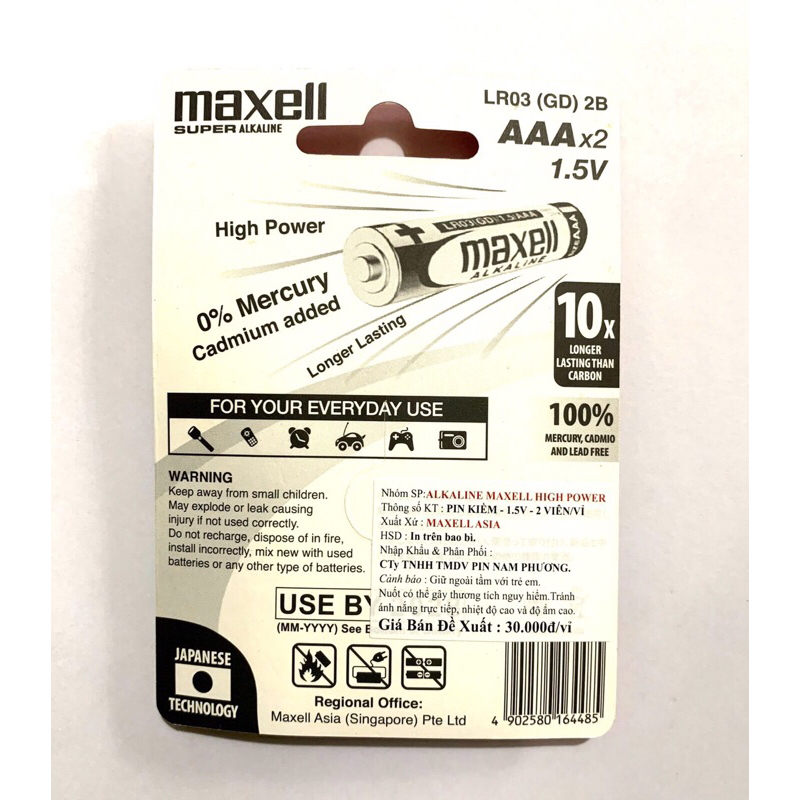 maxell
SUPER ALKALINE
LR03 (GD) 2B
AAAx2
1.5V
High Power
LR03(GD)1.5/AAA
maxell
ALKALINE
0% Mercury
Cadmium added
Longer Lasting
10x
LONGER
LASTING THAN
CARBON
FOR YOUR EVERYDAY USE
100%
MERCURY, CADMIO
AND LEAD FREE
WARNING
Keep away from small children.
May explode or leak causing
injury if not used correctly.
Do not recharge, dispose of in fire,
install incorrectly, mix new with used
batteries or any other type of batteries.
Nhóm SP:ALKALINE MAXELL HIGH POWER
Thông số KT : PIN KIỀM - 1.5V - 2 VIÊN/VỈ
Xuất Xứ : MAXELL ASIA
HSD : In trên bao bì.
Nhập Khẩu & Phân Phối :
CTy TNHH TMDV PIN NAM PHƯƠNG.
Cảnh báo : Giữ ngoài tầm với trẻ em.
Nuốt có thể gây thương tích nguy hiểm.Tránh
ánh nắng trực tiếp, nhiệt độ cao và độ ẩm cao.
Giá Bán Đề Xuất : 30.000đ/vỉ
USE BY
(MM-YYYY) See
JAPANESE
TECHNOLOGY
Regional Office:
Maxell Asia (Singapore) Pte Ltd
4 902580 164485